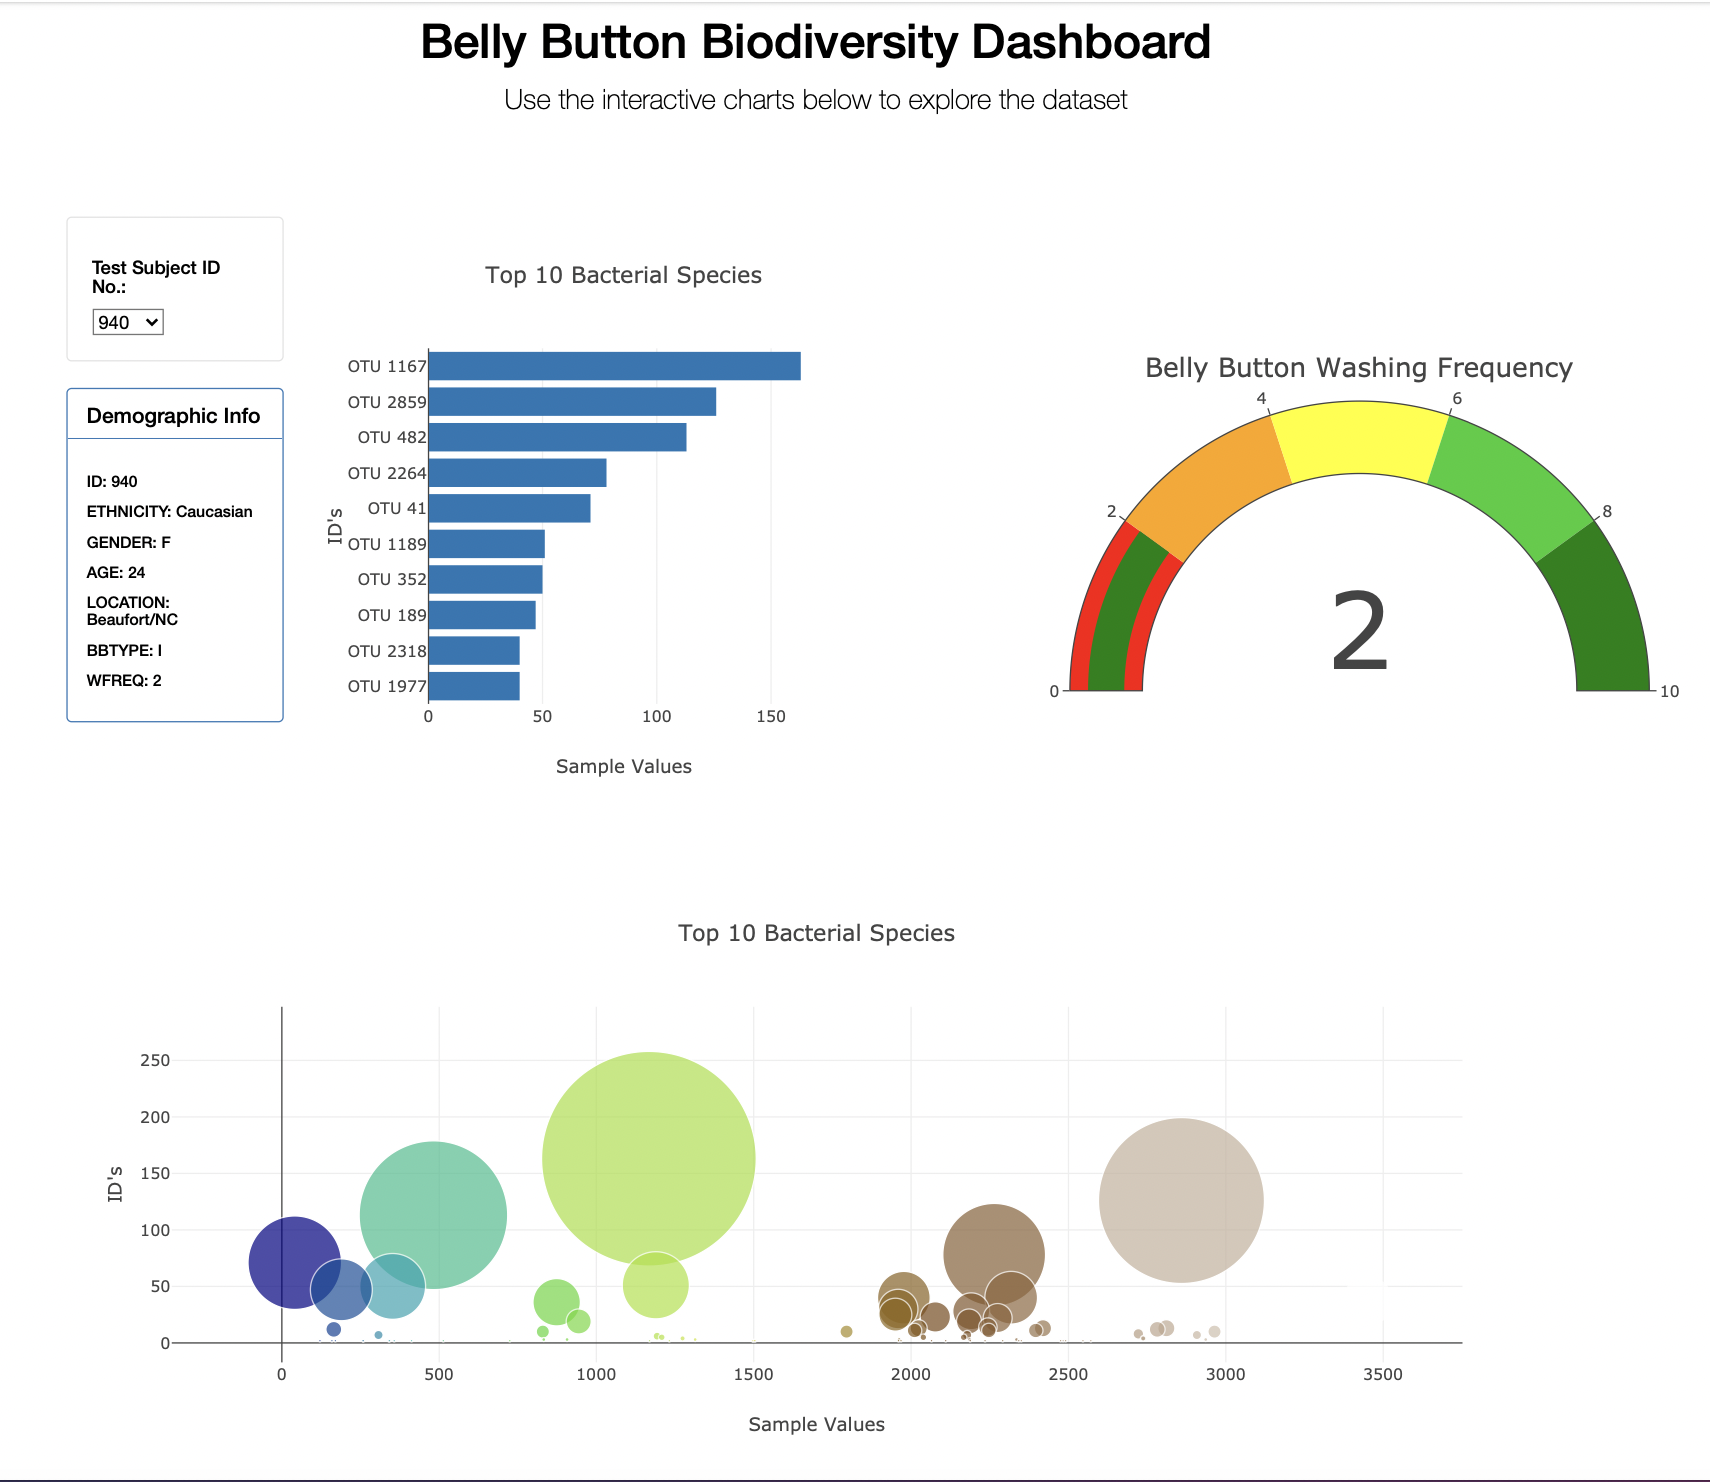 Belly Button Biodiversity Dashboard
Use the interactive charts below to explore the dataset
Test Subject ID
No.:
940
Demographic Info
ID: 940
ETHNICITY: Caucasian
GENDER: F
AGE: 24
LOCATION:
Beaufort/NC
BBTYPE: I
WFREQ: 2
Top 10 Bacterial Species
ID's
OTU 1167
OTU 2859
OTU 482
OTU 2264
OTU 41
OTU 1189
OTU 352
OTU 189
OTU 2318
OTU 1977
0 50 100 150
Sample Values
Belly Button Washing Frequency
0
2
4
6
8
10
2
Top 10 Bacterial Species
ID's
250
200
150
100
50
0
0 500 1000 1500 2000 2500 3000 3500
Sample Values